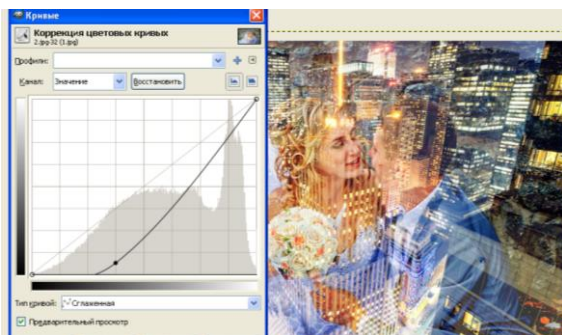 Кривые
Коррекция цветовых кривых
2.jpg-32 (1.jpg)
Профили:
Канал: Значение Восстановить
Тип кривой: Сглаженная
Предварительный просмотр